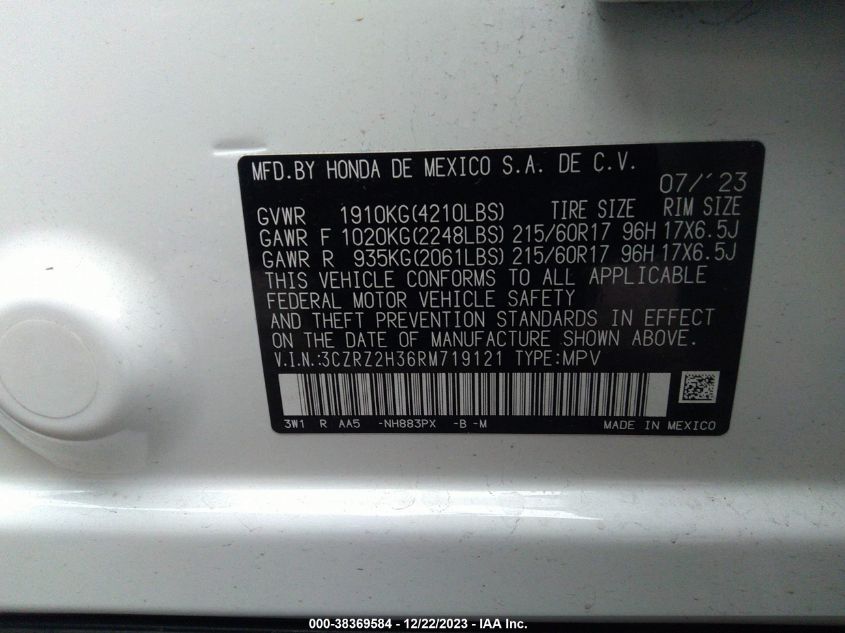 MFD.BY HONDA DE MEXICO S.A. DE C.V.
07/'23
GVWR 1910KG(4210LBS) TIRE SIZE RIM SIZE
GAWR F 1020KG(2248LBS) 215/60R17 96H 17X6.5J
GAWR R 935KG(2061LBS) 215/60R17 96H 17X6.5J
THIS VEHICLE CONFORMS TO ALL APPLICABLE
FEDERAL MOTOR VEHICLE SAFETY
AND THEFT PREVENTION STANDARDS IN EFFECT
ON THE DATE OF MANUFACTURE SHOWN ABOVE.
V.I.N.:3CZRZ2H36RM719121 TYPE:MPV
3W1 R AA5 -NH883PX -B -M MADE IN MEXICO
000-38369584 - 12/22/2023 - IAA Inc.